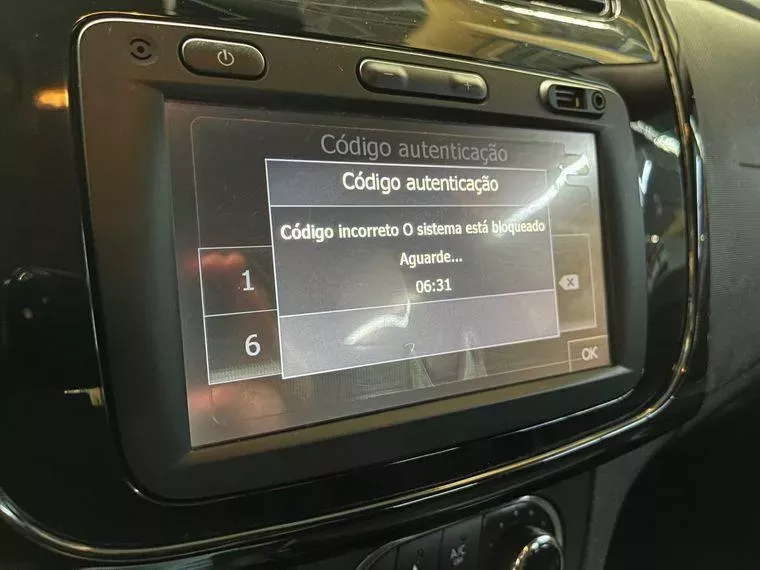 Código autenticação
Código autenticação
Código incorreto O sistema está bloqueado
Aguarde...
06:31
1
6
OK
A/C